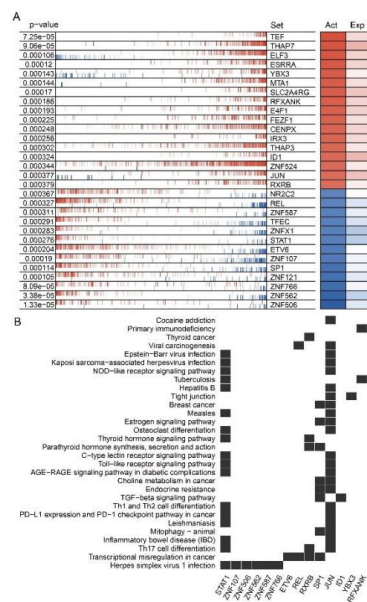 A
p-value Set Act Exp
7.25e-05 TEF
9.06e-05 THAP7
0.000106 ELF3
0.00012 ESRRA
0.000143 YBX3
0.000144 MTA1
0.00017 SLC2A4RG
0.000186 RFXANK
0.000193 E4F1
0.000225 FEZF1
0.000248 CENPX
0.000256 IRX3
0.000302 THAP3
0.000324 ID1
0.000344 ZNF524
0.000377 JUN
0.000379 RXRB
0.000367 NR2C2
0.000327 REL
0.000311 ZNF587
0.000291 TFEC
0.000283 ZNFX1
0.000276 STAT1
0.000204 ETV6
0.00019 ZNF107
0.000114 SP1
0.000105 ZNF121
8.09e-05 ZNF766
3.38e-05 ZNF562
1.33e-05 ZNF506
B
Cocaine addiction
Primary immunodeficiency
Thyroid cancer
Viral carcinogenesis
Epstein-Barr virus infection
Kaposi sarcoma-associated herpesvirus infection
NOD-like receptor signaling pathway
Tuberculosis
Hepatitis B
Tight junction
Breast cancer
Measles
Estrogen signaling pathway
Osteoclast differentiation
Thyroid hormone signaling pathway
Parathyroid hormone synthesis, secretion and action
C-type lectin receptor signaling pathway
Toll-like receptor signaling pathway
AGE-RAGE signaling pathway in diabetic complications
Choline metabolism in cancer
Endocrine resistance
TGF-beta signaling pathway
Th1 and Th2 cell differentiation
PD-L1 expression and PD-1 checkpoint pathway in cancer
Leishmaniasis
Mitophagy - animal
Inflammatory bowel disease (IBD)
Th17 cell differentiation
Transcriptional misregulation in cancer
Herpes simplex virus 1 infection
STAT1
ZNF107
ZNF506
ZNF562
ZNF587
ZNF766
ETV6
REL
RXRB
SP1
JUN
ID1
YBX3
RFXANK